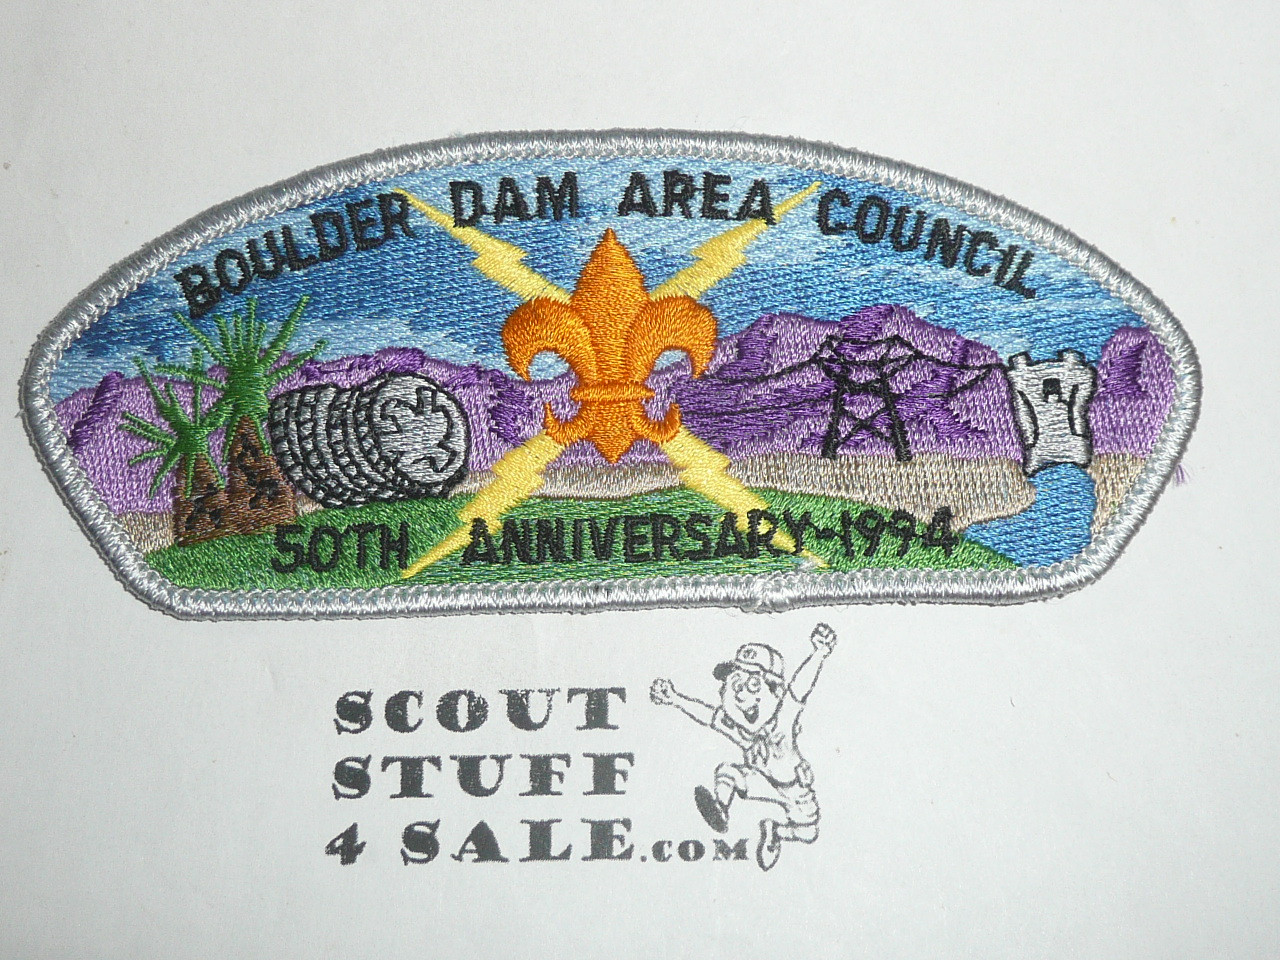 BOULDER DAM AREA COUNCIL
50TH ANNIVERSARY-1994
SCOUT
STUFF
4 SALE.COM